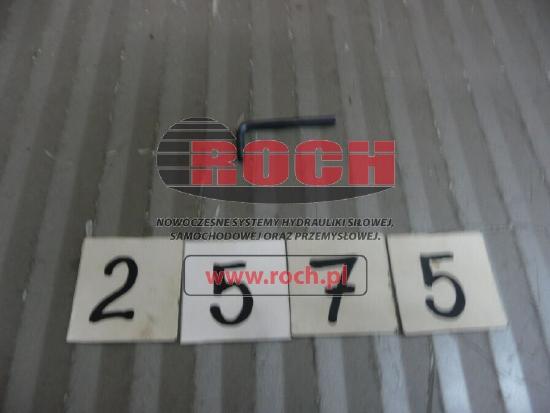 ROCH
NOWOCZESNE SYSTEMY HYDRAULIKI SIŁOWEJ,
SAMOCHODOWEJ ORAZ PRZEMYSŁOWEJ.
www.roch.pl
2 5 7 5